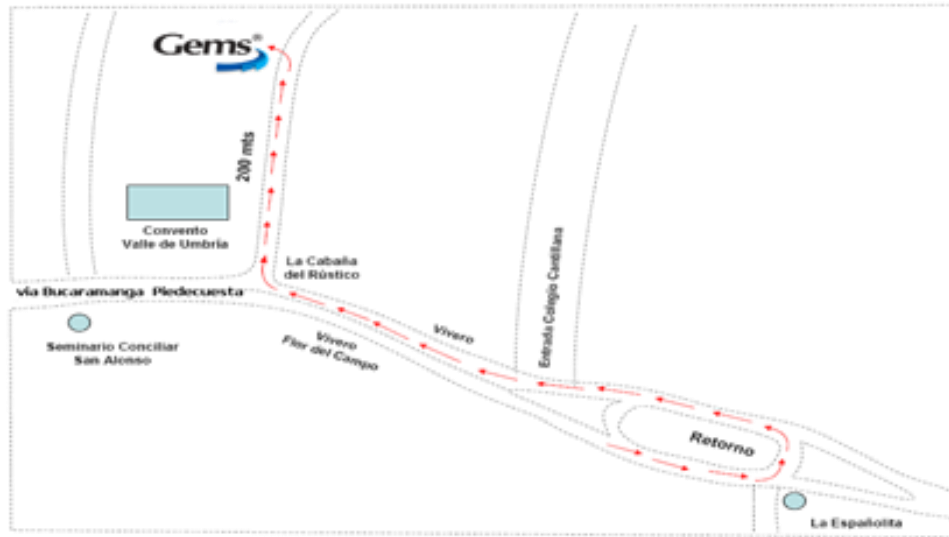 Gems®
200 mts
Convento
Valle de Umbría
La Cabaña
del Rústico
vía Bucaramanga Piedecuesta
Seminario Conciliar
San Alonso
Vivero
Flor del Campo
Vivero
Entrada Colegio Cantillana
Retorno
La Españolita